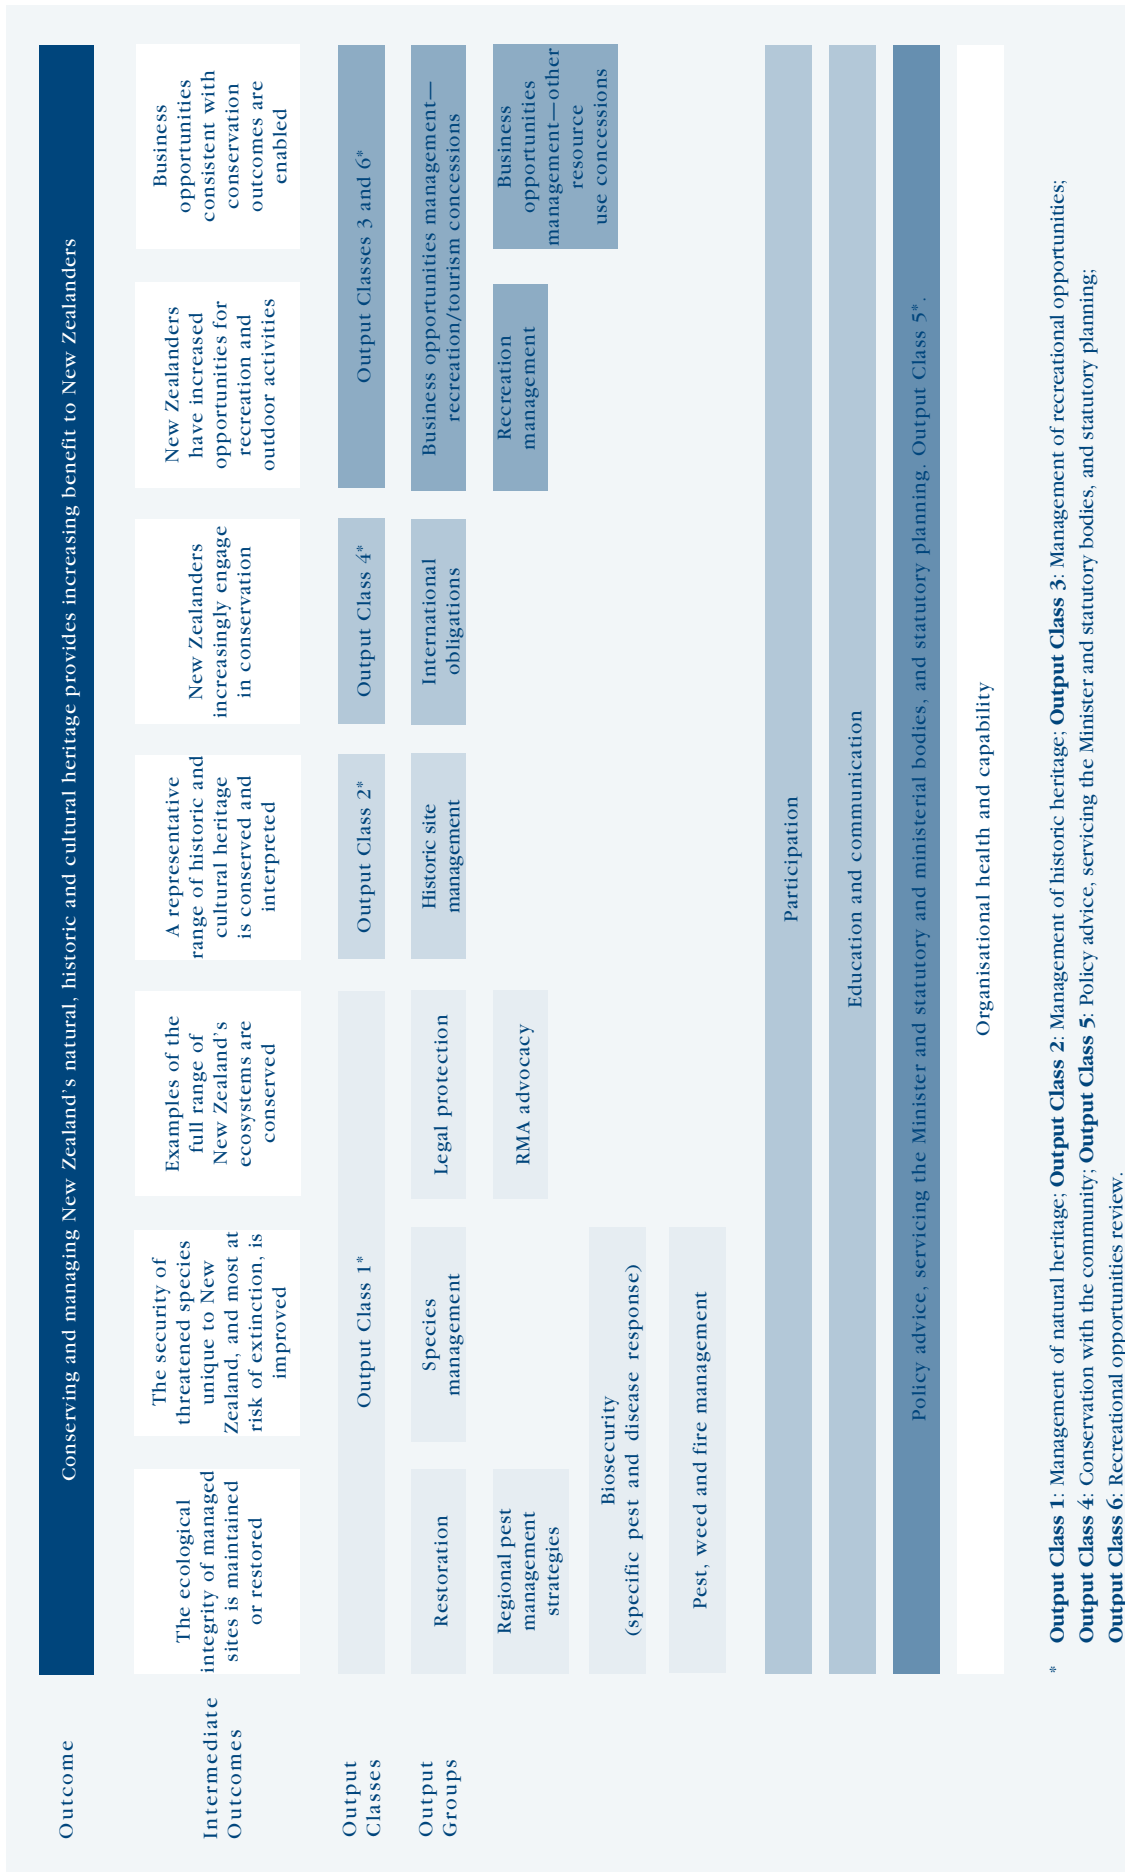 Outcome
Conserving and managing New Zealand's natural, historic and cultural heritage provides increasing benefit to New Zealanders
Intermediate
Outcomes
The ecological
integrity of managed
sites is maintained
or restored
The security of
threatened species
unique to New
Zealand, and most at
risk of extinction, is
improved
Examples of the
full range of
New Zealand's
ecosystems are
conserved
A representative
range of historic and
cultural heritage
is conserved and
interpreted
New Zealanders
increasingly engage
in conservation
New Zealanders
have increased
opportunities for
recreation and
outdoor activities
Business
opportunities
consistent with
conservation
outcomes are
enabled
Output
Classes
Output Class 1*
Output Class 2*
Output Class 4*
Output Classes 3 and 6*
Output
Groups
Restoration
Species
management
Legal protection
Historic site
management
International
obligations
Business opportunities management—
recreation/tourism concessions
Regional pest
management
strategies
RMA advocacy
Recreation
management
Business
opportunities
management—other
resource
use concessions
Biosecurity
(specific pest and disease response)
Pest, weed and fire management
Participation
Education and communication
Policy advice, servicing the Minister and statutory and ministerial bodies, and statutory planning. Output Class 5*.
Organisational health and capability
* Output Class 1: Management of natural heritage; Output Class 2: Management of historic heritage; Output Class 3: Management of recreational opportunities;
Output Class 4: Conservation with the community; Output Class 5: Policy advice, servicing the Minister and statutory bodies, and statutory planning;
Output Class 6: Recreational opportunities review.